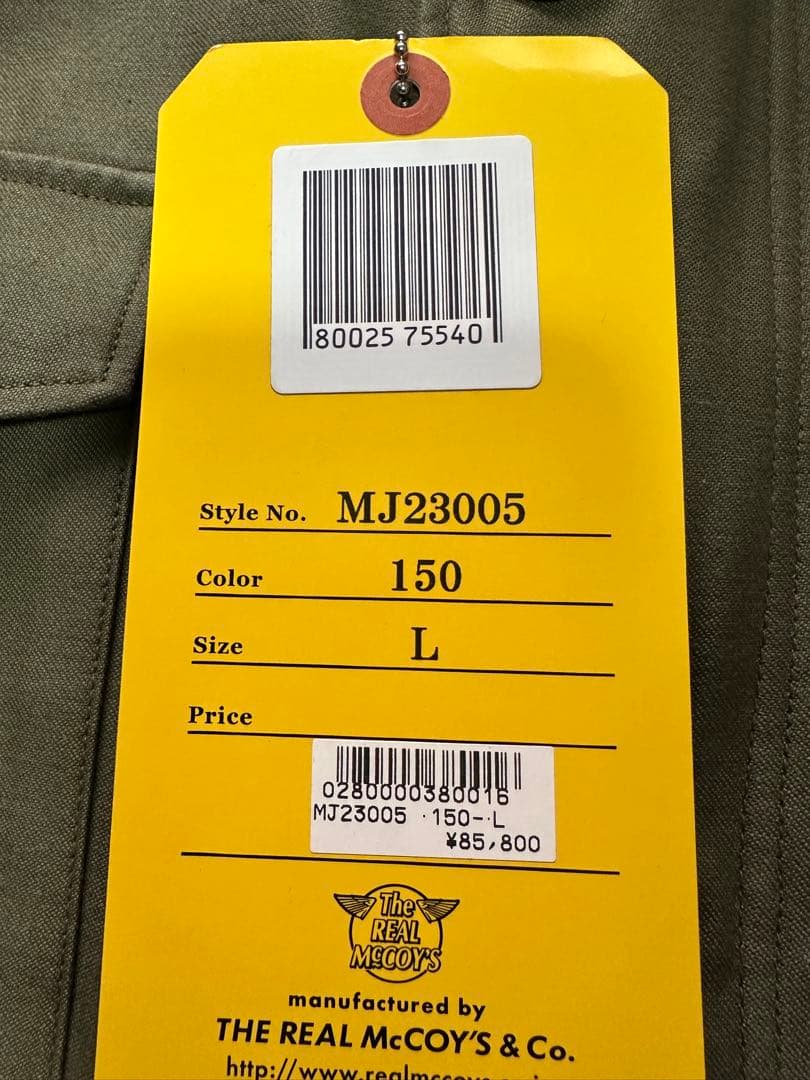 80025 75540
Style No. MJ23005
Color 150
Size L
Price
0280000380016
MJ23005 ·150-·L
¥85,800
The
REAL
McCOY'S
manufactured by
THE REAL McCOY'S & Co.